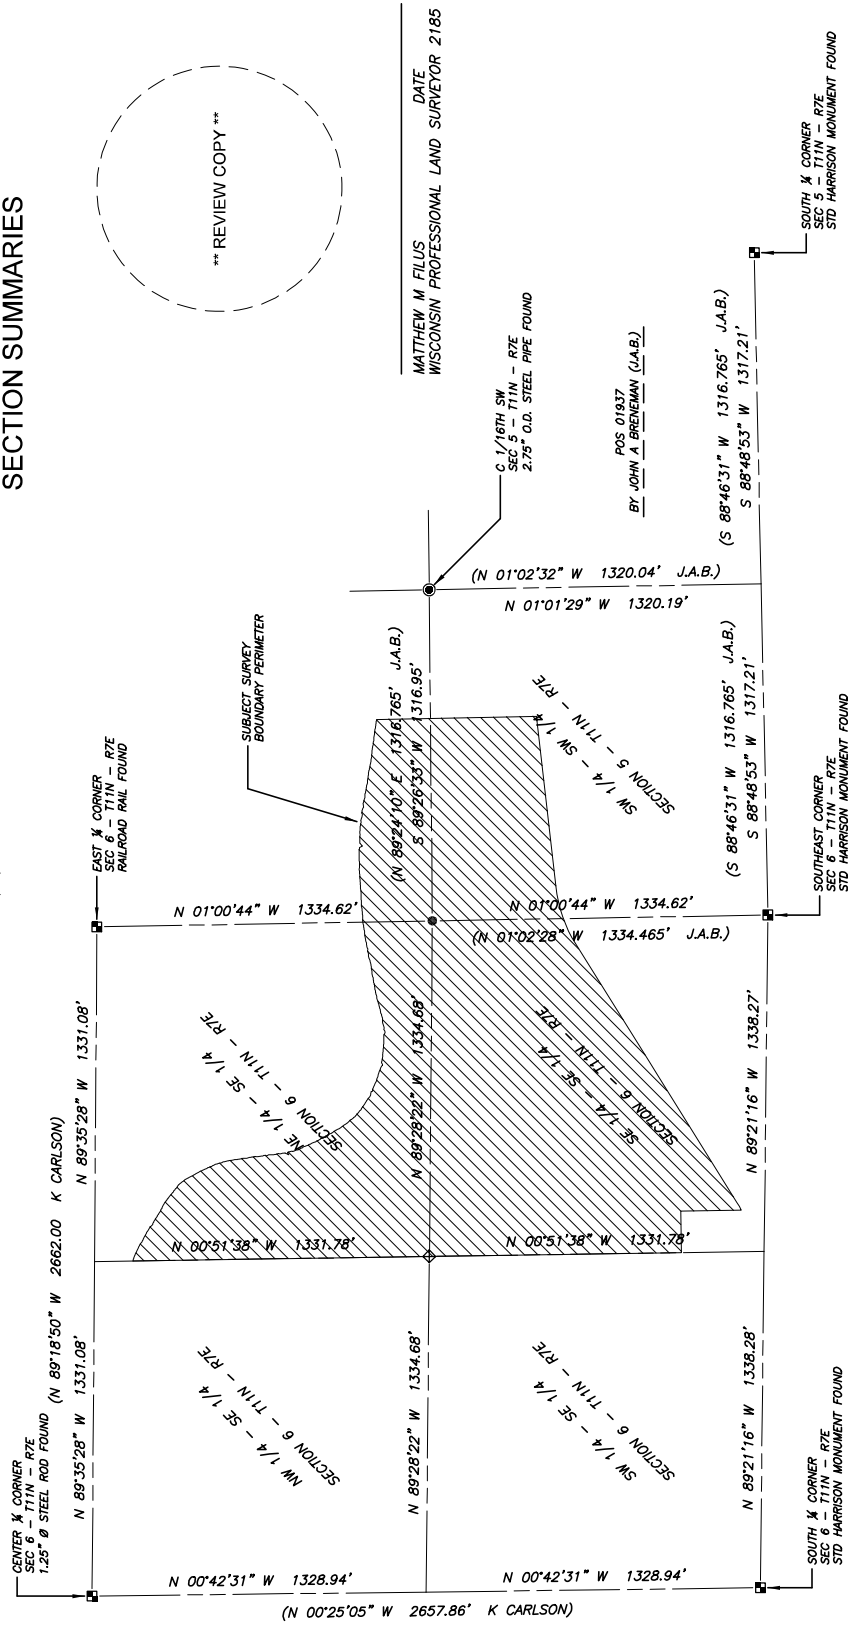 SECTION SUMMARIES
** REVIEW COPY **
MATTHEW M FILUS DATE
WISCONSIN PROFESSIONAL LAND SURVEYOR 2185
CENTER ¼ CORNER
SEC 6 - T11N - R7E
1.25" Ø STEEL ROD FOUND
(N 89°18'50" W 2662.00 K CARLSON)
N 89°35'28" W 1331.08'
N 89°35'28" W 1331.08'
EAST ¼ CORNER
SEC 6 - T11N - R7E
RAILROAD RAIL FOUND
SUBJECT SURVEY
BOUNDARY PERIMETER
C 1/16TH SW
SEC 5 - T11N - R7E
2.75" O.D. STEEL PIPE FOUND
POS 01937
BY JOHN A BRENEMAN (J.A.B.)
N 00°42'31" W 1328.94'
N 00°42'31" W 1328.94'
(N 00°25'05" W 2657.86' K CARLSON)
NW 1/4 - SE 1/4
SECTION 6 - T11N - R7E
SW 1/4 - SE 1/4
SECTION 6 - T11N - R7E
NE 1/4 - SE 1/4
SECTION 6 - T11N - R7E
SE 1/4 - SE 1/4
SECTION 6 - T11N - R7E
SW 1/4 - SW 1/4
SECTION 5 - T11N - R7E
N 00°51'38" W 1331.78'
N 00°51'38" W 1331.78'
N 89°28'22" W 1334.68'
N 89°28'22" W 1334.68'
N 01°00'44" W 1334.62'
N 01°00'44" W 1334.62'
(N 01°02'28" W 1334.465' J.A.B.)
(N 89°24'10" E 1316.765' J.A.B.)
S 89°26'33" W 1316.95'
(N 01°02'32" W 1320.04' J.A.B.)
N 01°01'29" W 1320.19'
N 89°21'16" W 1338.28'
N 89°21'16" W 1338.27'
(S 88°46'31" W 1316.765' J.A.B.)
S 88°48'53" W 1317.21'
(S 88°46'31" W 1316.765' J.A.B.)
S 88°48'53" W 1317.21'
SOUTH ¼ CORNER
SEC 6 - T11N - R7E
STD HARRISON MONUMENT FOUND
SOUTHEAST CORNER
SEC 6 - T11N - R7E
STD HARRISON MONUMENT FOUND
SOUTH ¼ CORNER
SEC 5 - T11N - R7E
STD HARRISON MONUMENT FOUND